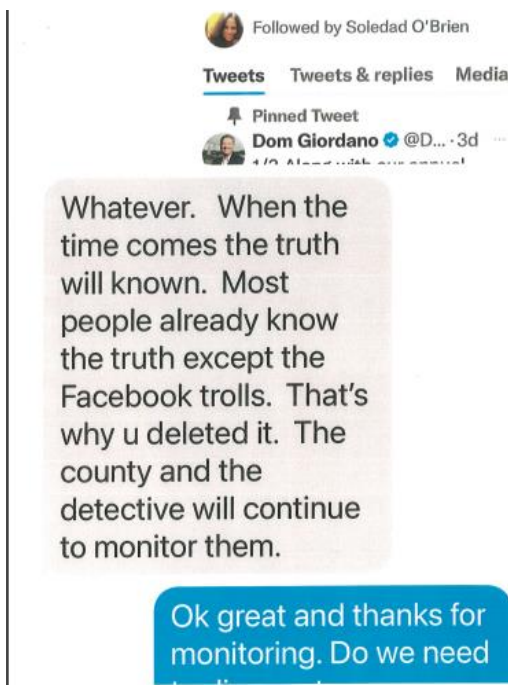 Followed by Soledad O'Brien
Tweets Tweets & replies Media
Pinned Tweet
Dom Giordano @D... · 3d ...
Whatever. When the
time comes the truth
will known. Most
people already know
the truth except the
Facebook trolls. That's
why u deleted it. The
county and the
detective will continue
to monitor them.
Ok great and thanks for
monitoring. Do we need